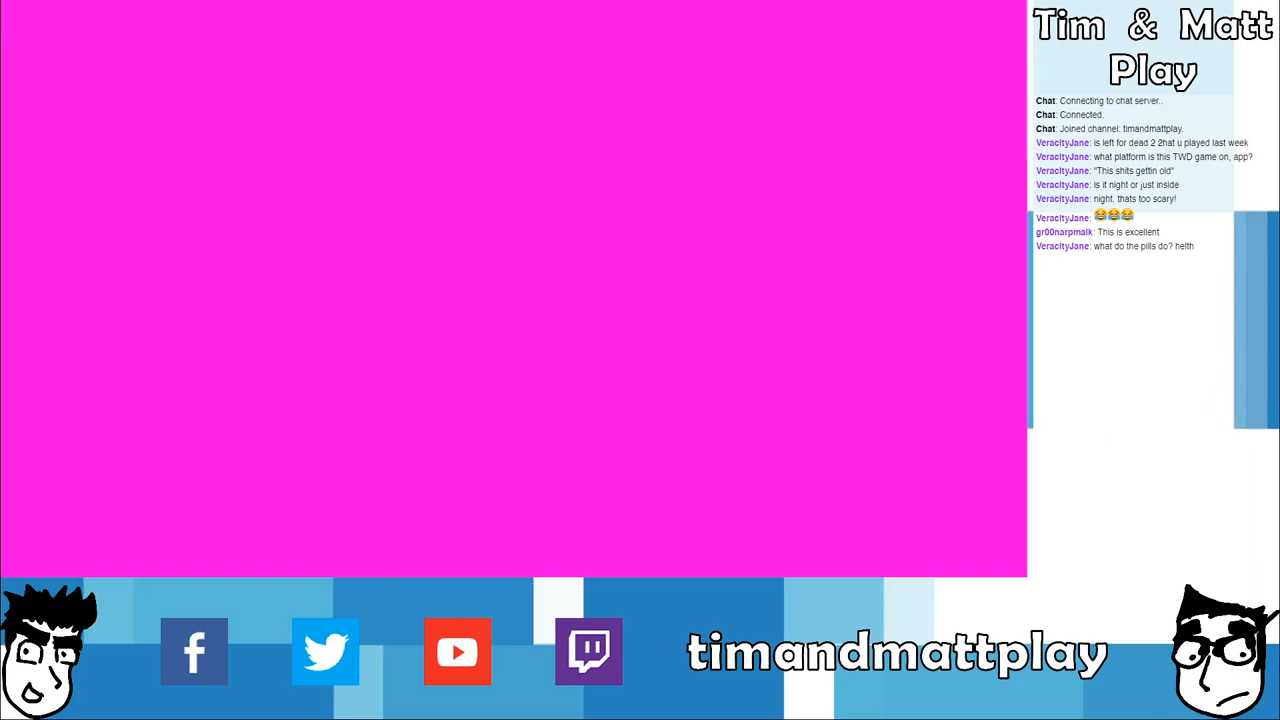 Tim & Matt
Play
Chat: Connecting to chat server..
Chat: Connected.
Chat: Joined channel: timandmattplay.
VeracityJane: is left for dead 2 2hat u played last week
VeracityJane: what platform is this TWD game on, app?
VeracityJane: "This shits gettin old"
VeracityJane: is it night or just inside
VeracityJane: night. thats too scary!
VeracityJane: 😂😂😂
gr00narpmalk: This is excellent
VeracityJane: what do the pills do? helth
timandmattplay